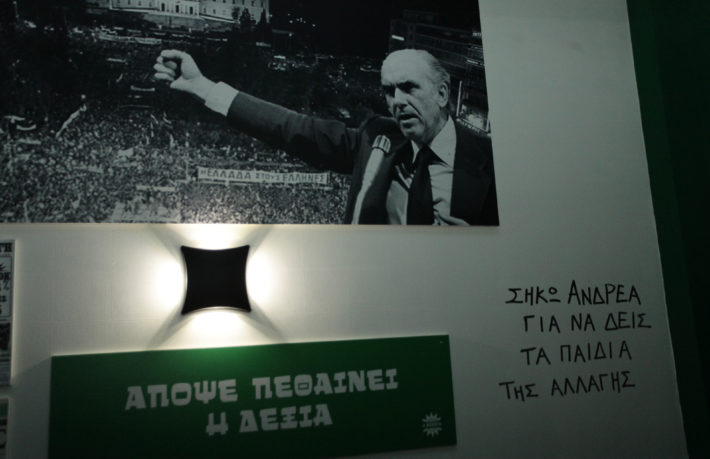 Η ΕΛΛΑΔΑ ΣΤΟΥΣ ΕΛΛΗΝΕΣ
ΑΠΟΨΕ ΠΕΘΑΙΝΕΙ
Η ΔΕΞΙΑ
ΣΗΚΩ ΑΝΔΡΕΑ
ΓΙΑ ΝΑ ΔΕΙΣ
ΤΑ ΠΑΙΔΙΑ
ΤΗΣ ΑΛΛΑΓΗΣ